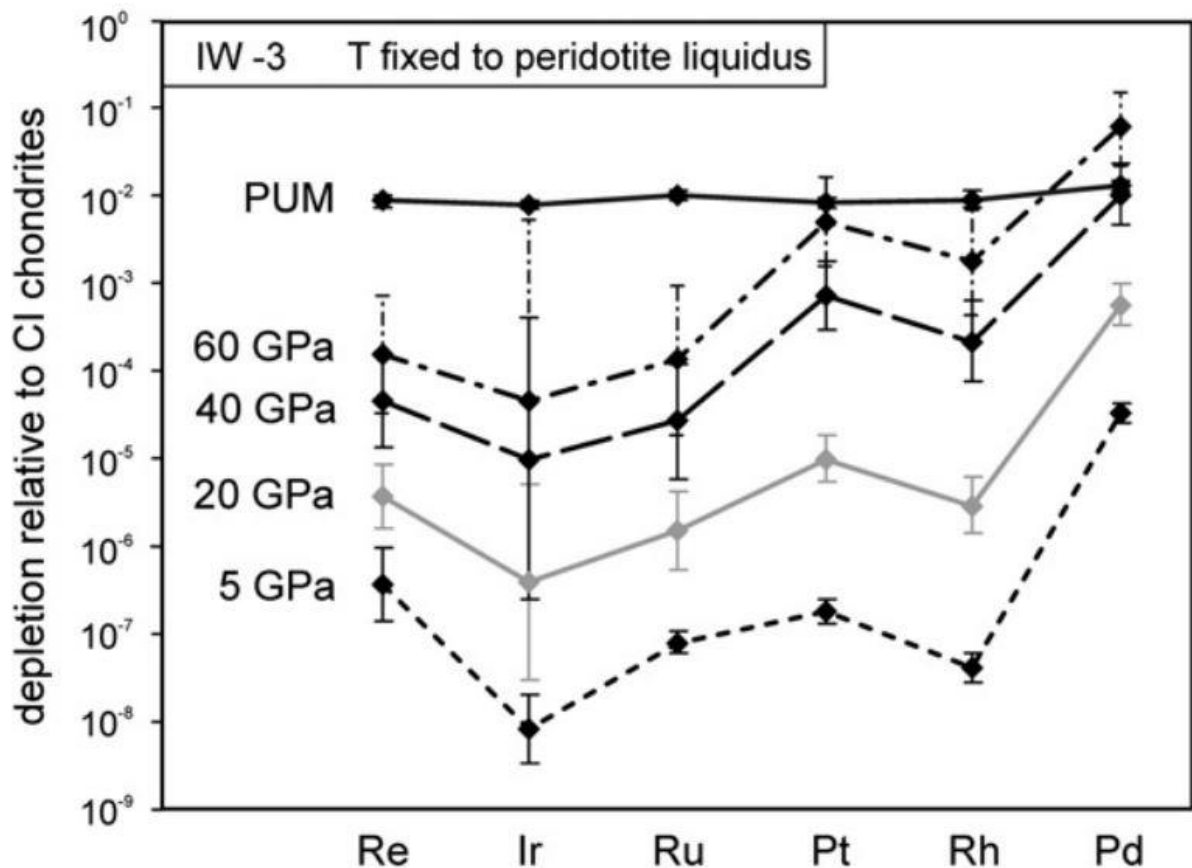 IW -3 T fixed to peridotite liquidus
depletion relative to CI chondrites
10⁰
10⁻¹
10⁻²
10⁻³
10⁻⁴
10⁻⁵
10⁻⁶
10⁻⁷
10⁻⁸
10⁻⁹
PUM
60 GPa
40 GPa
20 GPa
5 GPa
Re Ir Ru Pt Rh Pd